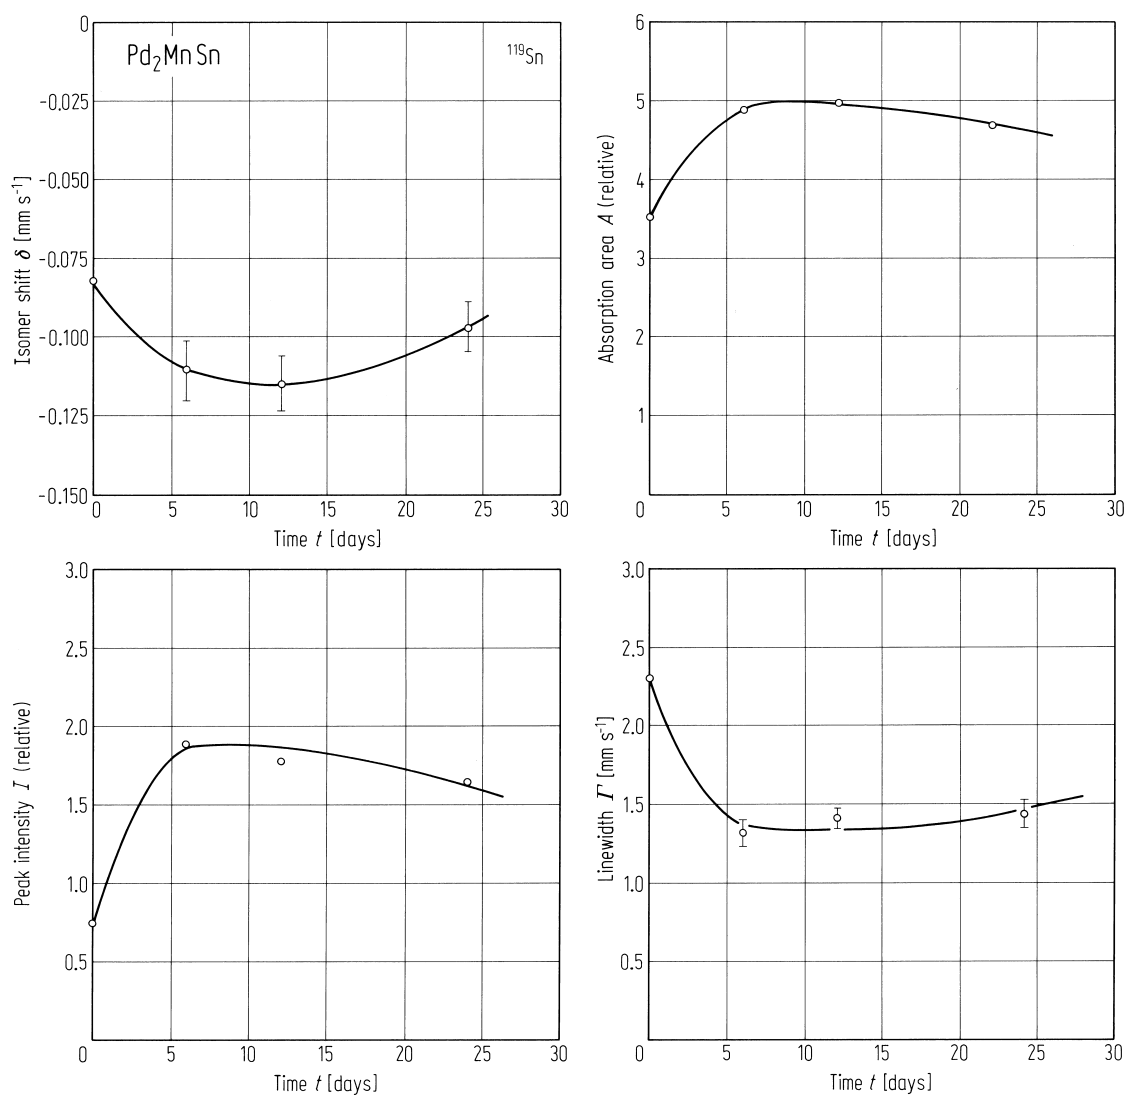 Pd₂MnSn
¹¹⁹Sn
Isomer shift δ [mm s⁻¹]
0
-0.025
-0.050
-0.075
-0.100
-0.125
-0.150
0 5 10 15 20 25 30
Time t [days]
Absorption area A (relative)
6
5
4
3
2
1
0 5 10 15 20 25 30
Time t [days]
Peak intensity I (relative)
3.0
2.5
2.0
1.5
1.0
0.5
0 5 10 15 20 25 30
Time t [days]
Linewidth Γ [mm s⁻¹]
3.0
2.5
2.0
1.5
1.0
0.5
0 5 10 15 20 25 30
Time t [days]